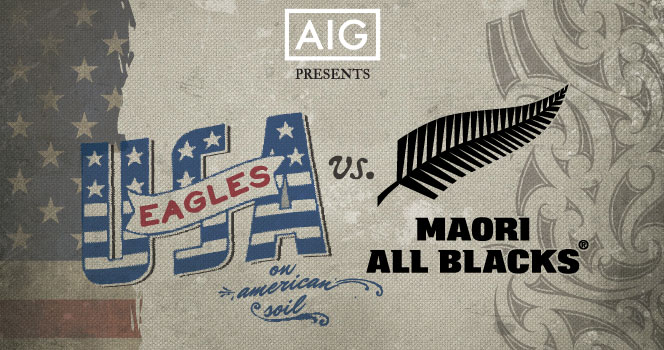 AIG
PRESENTS
USA
EAGLES
on
american
soil
vs.
MAORI
ALL BLACKS®